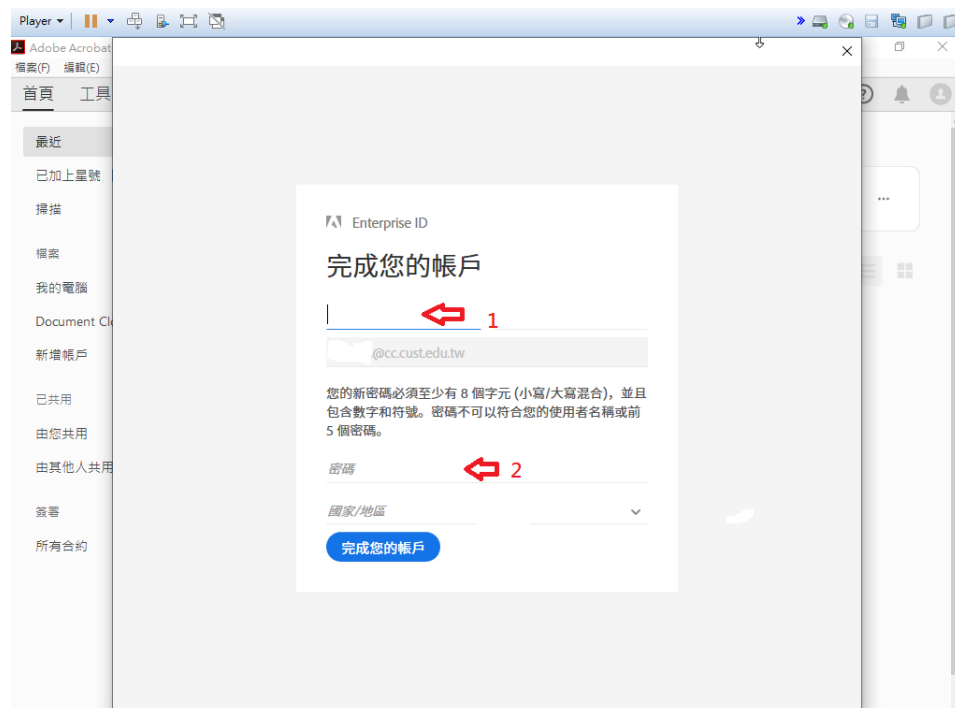 Player
Adobe Acrobat
檔案(F) 編輯(E)
首頁 工具
最近
已加上星號
掃描
檔案
我的電腦
Document Clo
新增帳戶
已共用
由您共用
由其他人共用
簽署
所有合約
Enterprise ID
完成您的帳戶
1
@cc.cust.edu.tw
您的新密碼必須至少有 8 個字元 (小寫/大寫混合)，並且
包含數字和符號。密碼不可以符合您的使用者名稱或前
5 個密碼。
密碼
2
國家/地區
完成您的帳戶